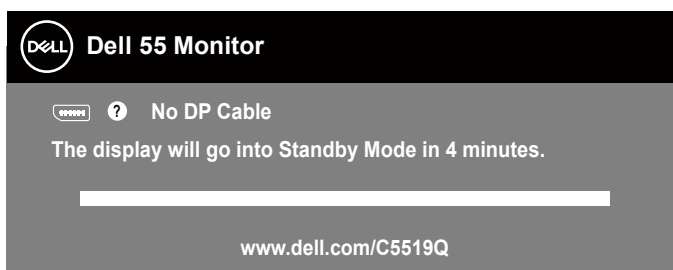 DELL Dell 55 Monitor
? No DP Cable
The display will go into Standby Mode in 4 minutes.
www.dell.com/C5519Q